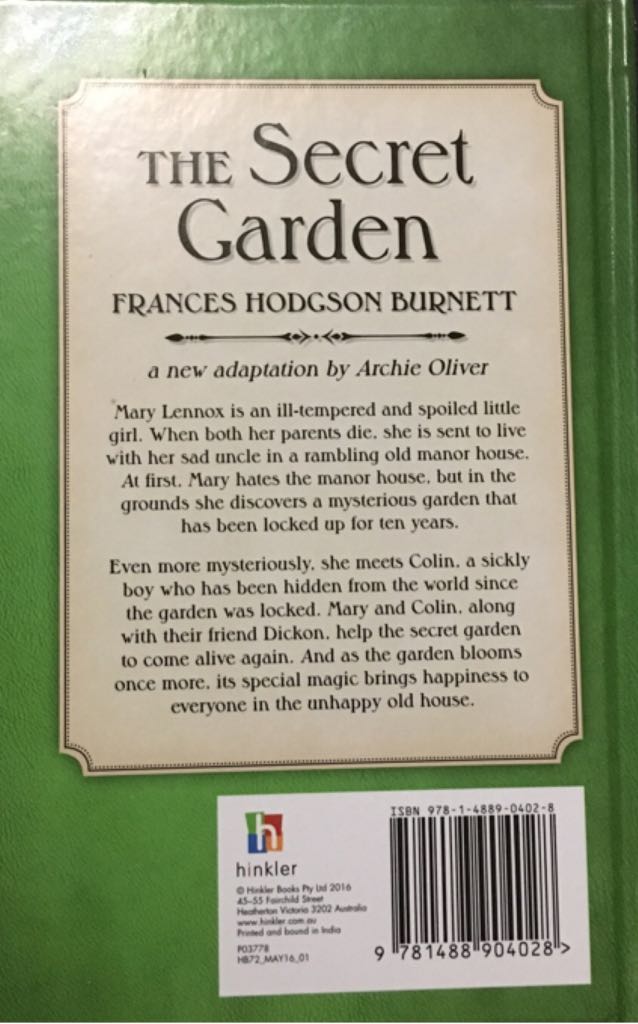 THE Secret
Garden
FRANCES HODGSON BURNETT
a new adaptation by Archie Oliver
Mary Lennox is an ill-tempered and spoiled little
girl. When both her parents die, she is sent to live
with her sad uncle in a rambling old manor house.
At first, Mary hates the manor house, but in the
grounds she discovers a mysterious garden that
has been locked up for ten years.
Even more mysteriously, she meets Colin, a sickly
boy who has been hidden from the world since
the garden was locked. Mary and Colin, along
with their friend Dickon, help the secret garden
to come alive again. And as the garden blooms
once more, its special magic brings happiness to
everyone in the unhappy old house.
h
hinkler
© Hinkler Books Pty Ltd 2016
45–55 Fairchild Street
Heatherton Victoria 3202 Australia
www.hinkler.com.au
Printed and bound in India
P03778
HB72_MAY16_01
ISBN 978-1-4889-0402-8
9 781488 904028 >